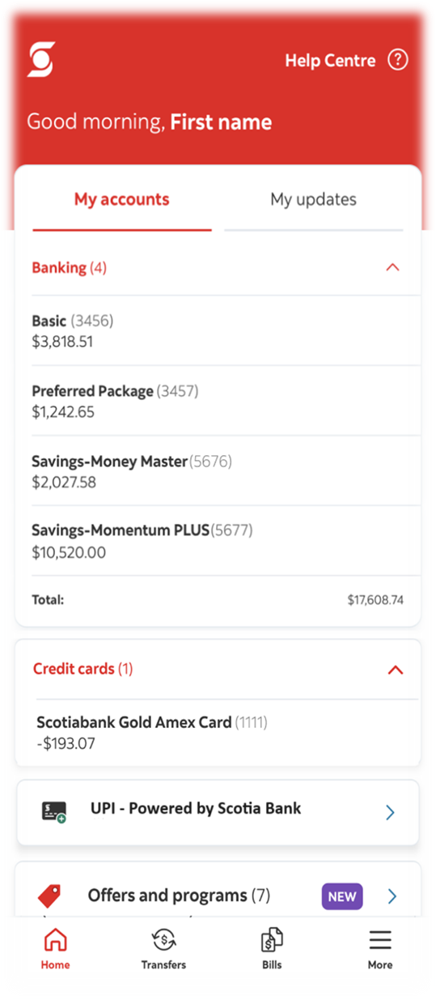 Help Centre ?
Good morning, First name
My accounts
My updates
Banking (4)
Basic (3456)
$3,818.51
Preferred Package (3457)
$1,242.65
Savings-Money Master(5676)
$2,027.58
Savings-Momentum PLUS(5677)
$10,520.00
Total: $17,608.74
Credit cards (1)
Scotiabank Gold Amex Card (1111)
-$193.07
UPI - Powered by Scotia Bank
Offers and programs (7) NEW
Home
Transfers
Bills
More